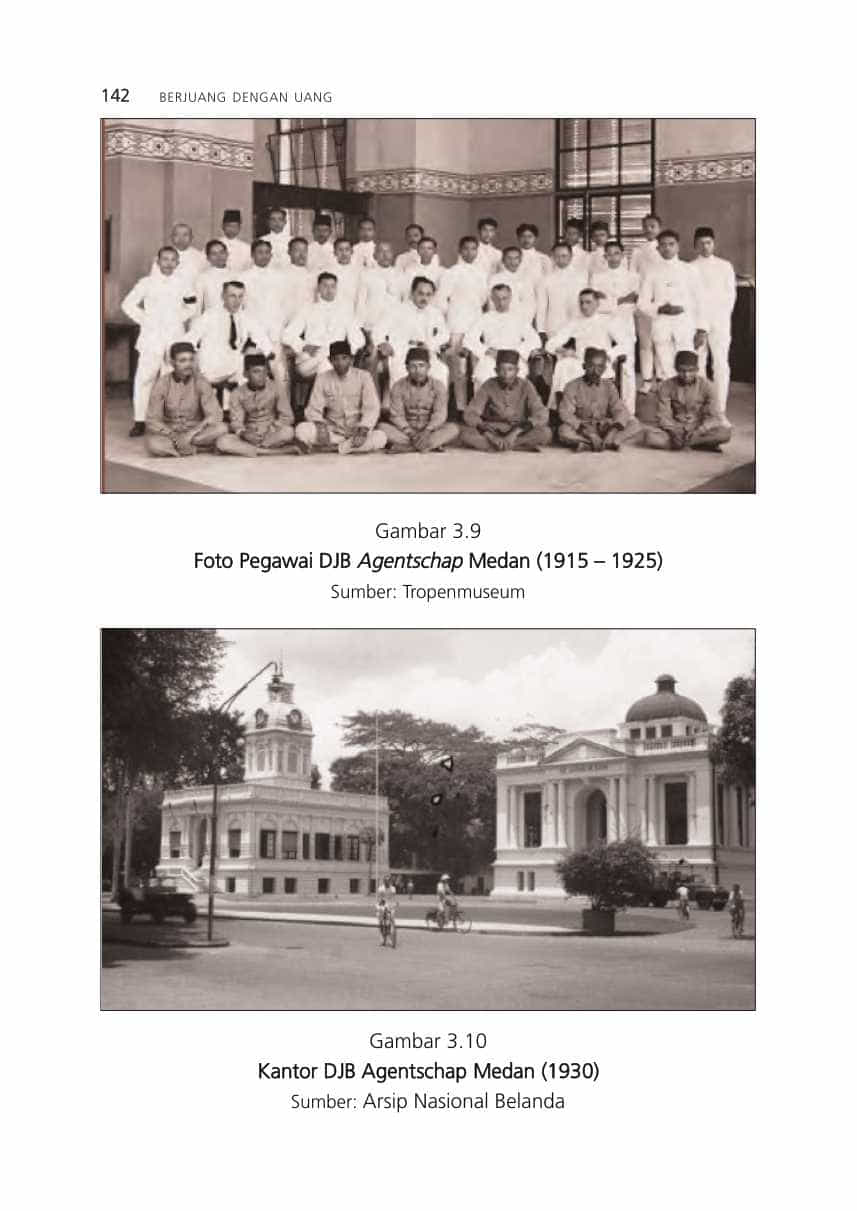 142 BERJUANG DENGAN UANG
Gambar 3.9
Foto Pegawai DJB Agentschap Medan (1915 – 1925)
Sumber: Tropenmuseum
Gambar 3.10
Kantor DJB Agentschap Medan (1930)
Sumber: Arsip Nasional Belanda